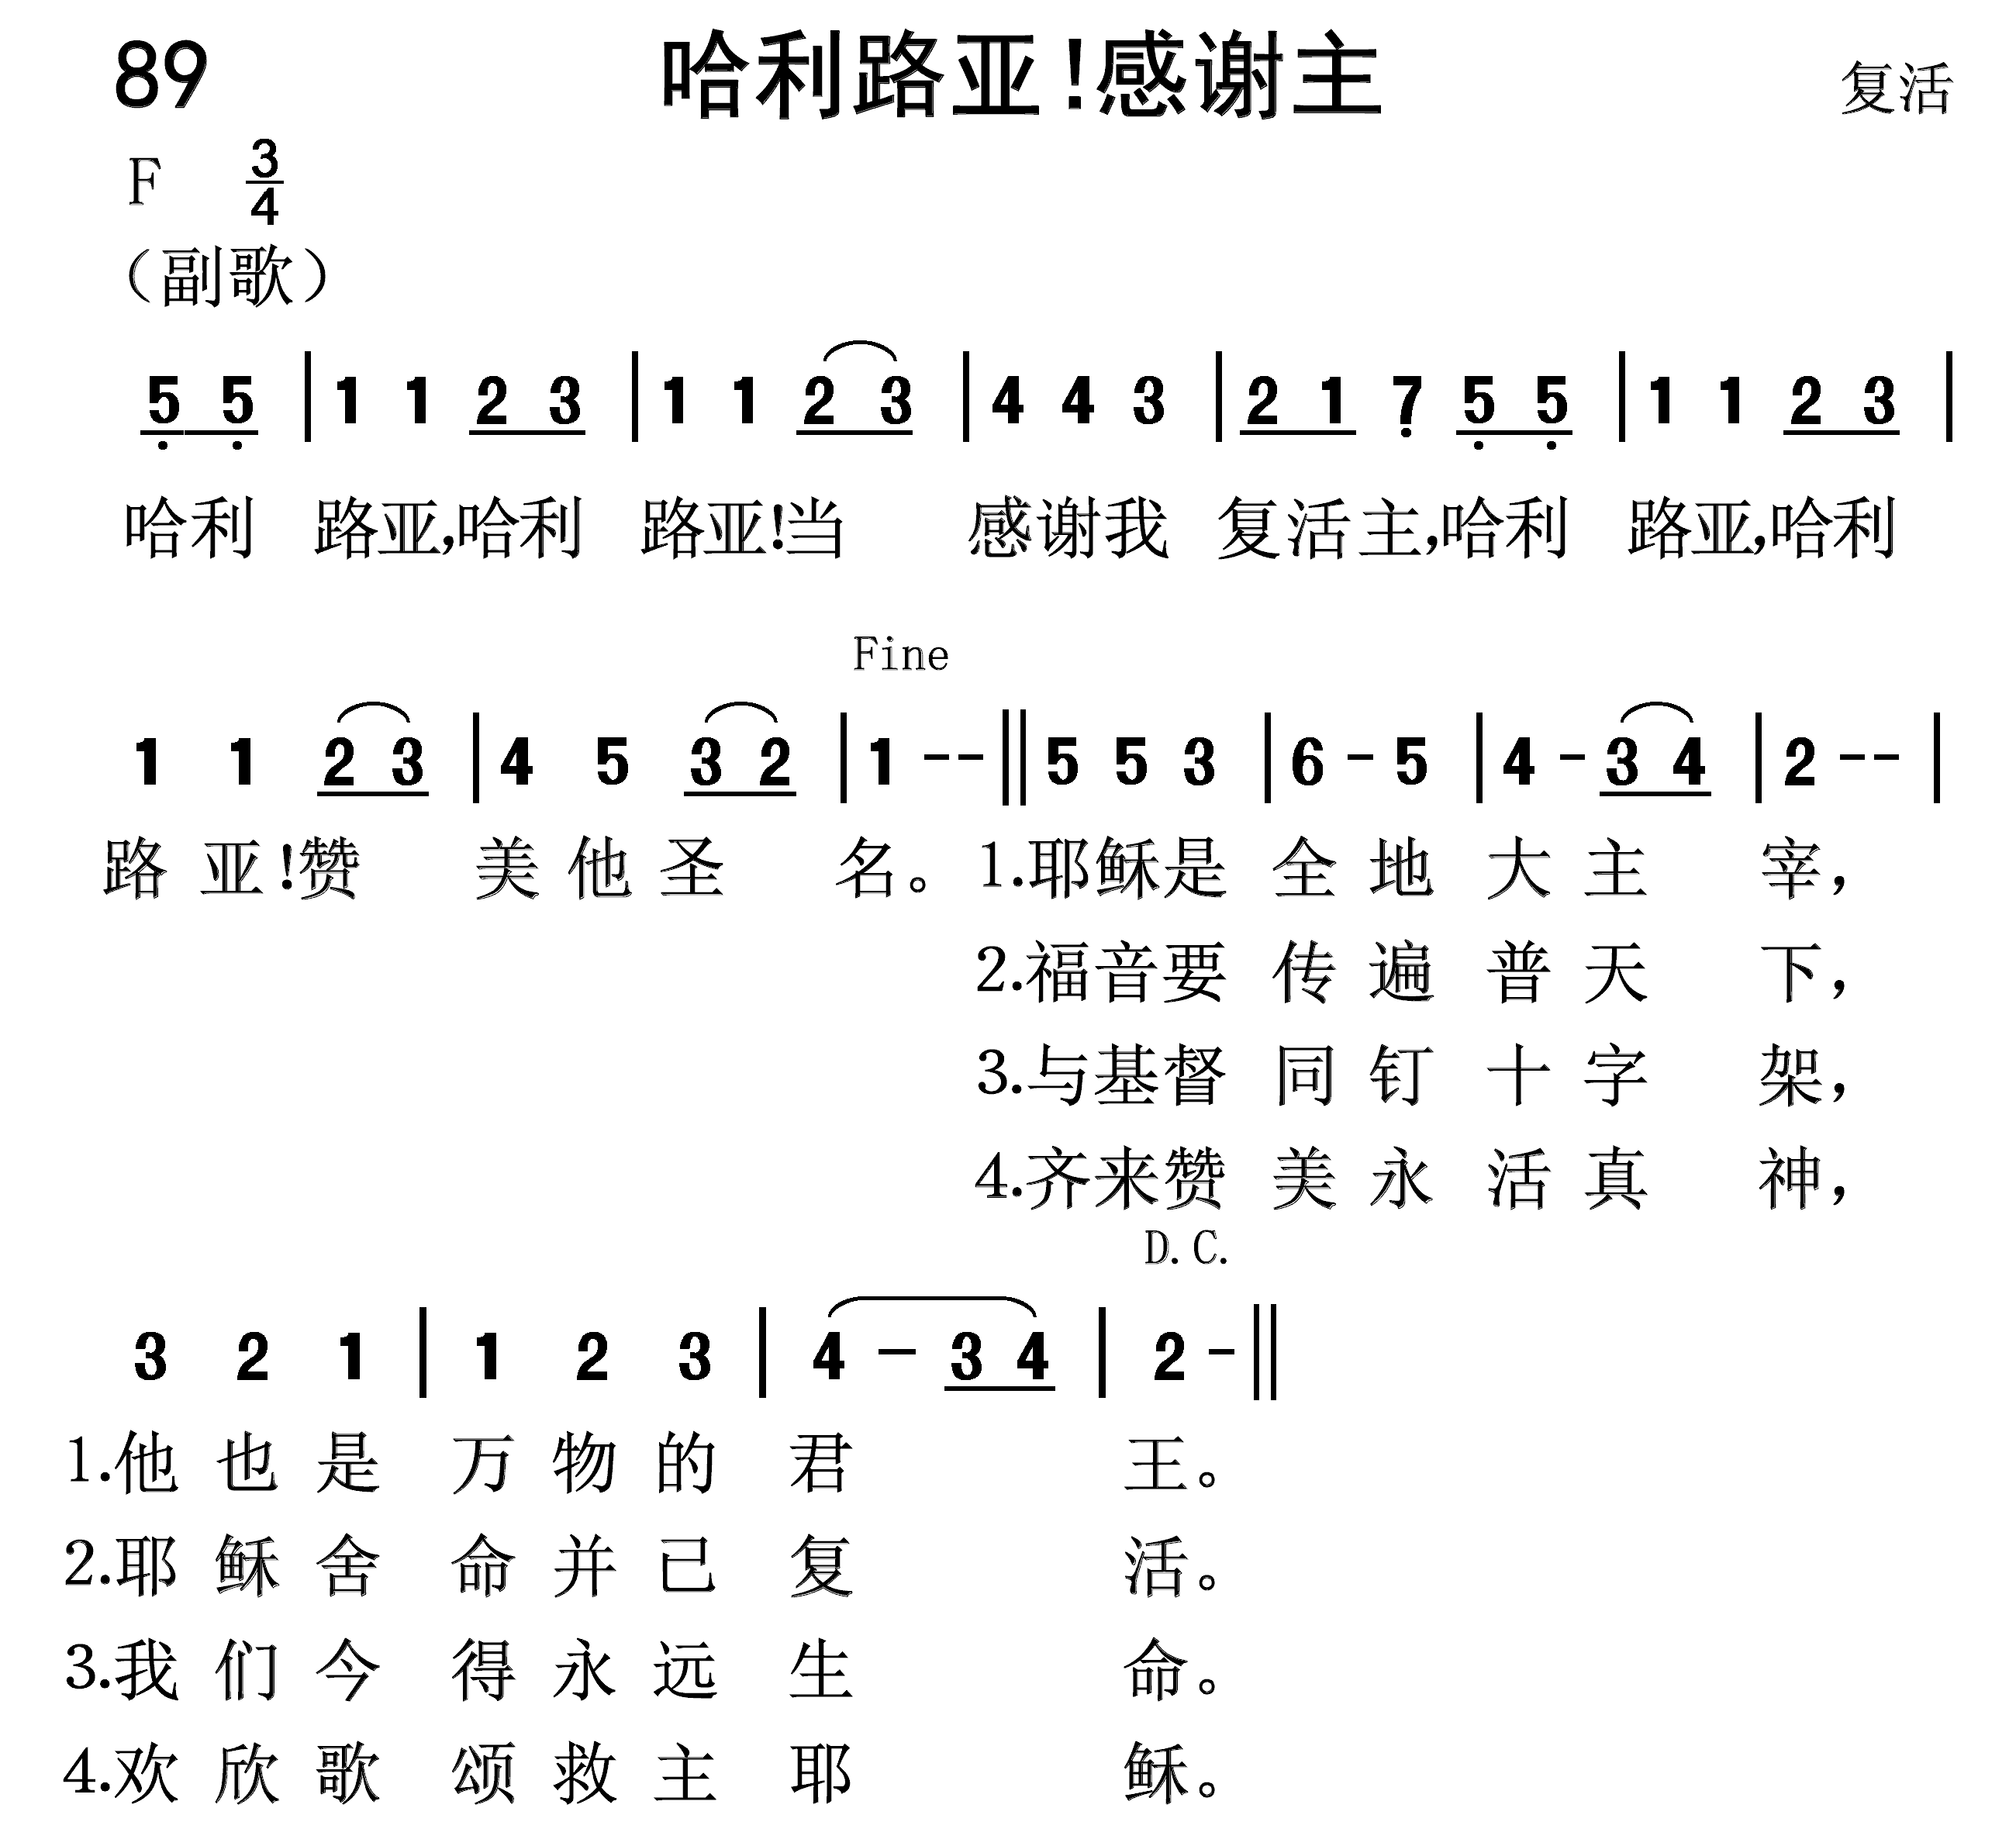 89 哈利路亚!感谢主 复活
F 3/4
（副歌）
5 5 | 1 1 2 3 | 1 1 2 3 | 4 4 3 | 2 1 7 5 5 | 1 1 2 3 |
哈利 路亚,哈利 路亚!当 感谢我 复活主,哈利 路亚,哈利
Fine
1 1 2 3 | 4 5 3 2 | 1 - - || 5 5 3 | 6 - 5 | 4 - 3 4 | 2 - - |
路亚!赞 美他圣 名。 1.耶稣是 全地 大主 宰,
2.福音要 传遍 普天 下,
3.与基督 同钉 十字 架,
4.齐来赞 美永 活真 神,
D.C.
3 2 1 | 1 2 3 | 4 - 3 4 | 2 - ||
1.他也是 万物的 君 王。
2.耶稣舍 命并已 复 活。
3.我们今 得永远 生 命。
4.欢欣歌 颂救主 耶 稣。